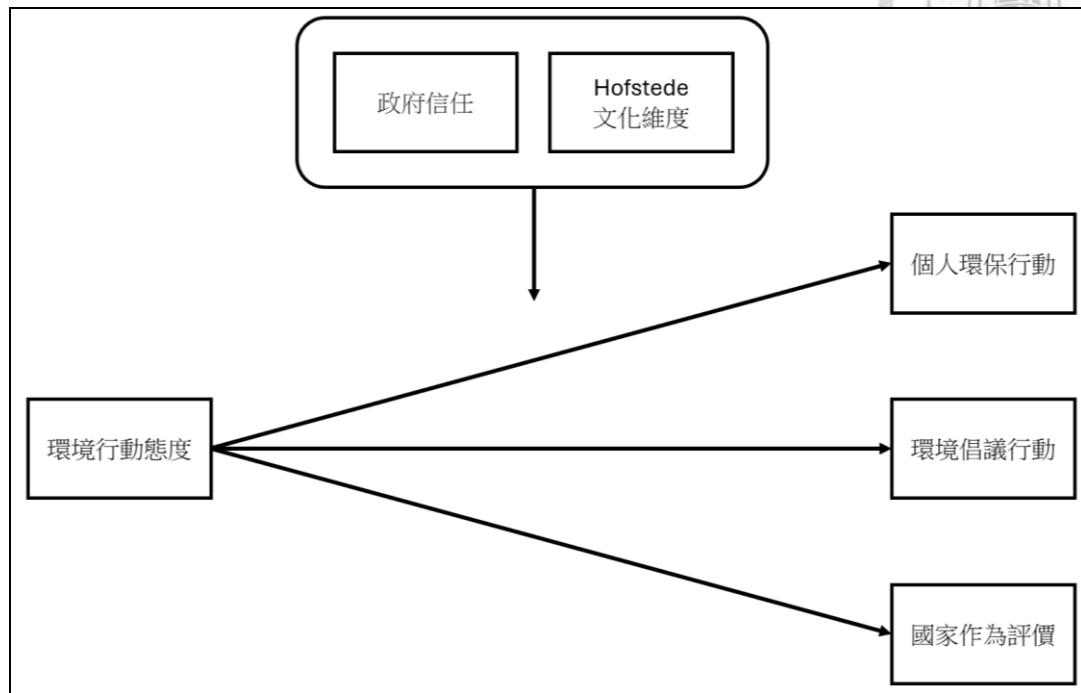 政府信任
Hofstede
文化維度
個人環保行動
環境行動態度
環境倡議行動
國家作為評價